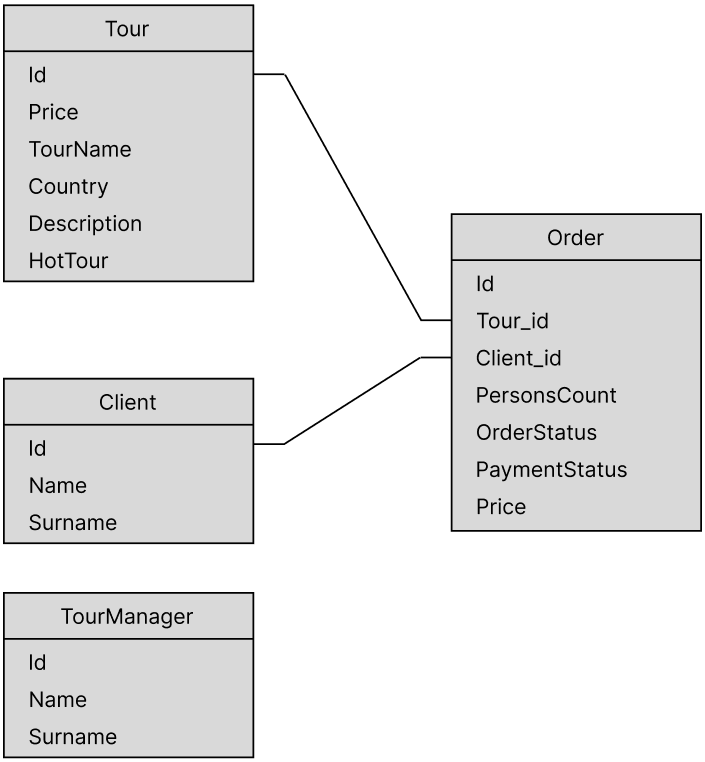 Tour
Id
Price
TourName
Country
Description
HotTour
Order
Id
Tour_id
Client_id
PersonsCount
OrderStatus
PaymentStatus
Price
Client
Id
Name
Surname
TourManager
Id
Name
Surname